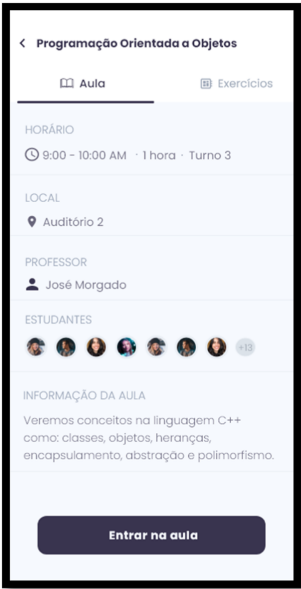 Programação Orientada a Objetos
Aula
Exercícios
HORÁRIO
9:00 - 10:00 AM · 1 hora · Turno 3
LOCAL
Auditório 2
PROFESSOR
José Morgado
ESTUDANTES
+13
INFORMAÇÃO DA AULA
Veremos conceitos na linguagem C++
como: classes, objetos, heranças,
encapsulamento, abstração e polimorfismo.
Entrar na aula